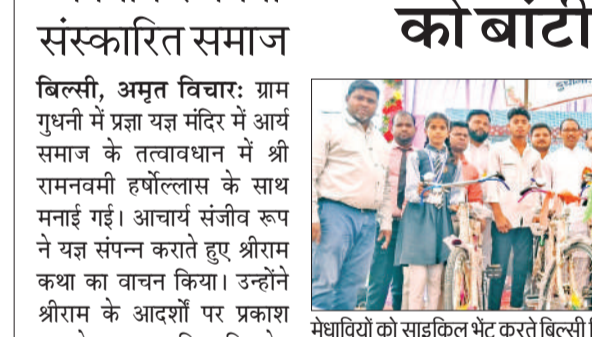 संस्कारित समाज
बिल्सी, अमृत विचारः ग्राम
गुधनी में प्रज्ञा यज्ञ मंदिर में आर्य
समाज के तत्वावधान में श्री
रामनवमी हर्षोल्लास के साथ
मनाई गई। आचार्य संजीव रूप
ने यज्ञ संपन्न कराते हुए श्रीराम
कथा का वाचन किया। उन्होंने
श्रीराम के आदर्शों पर प्रकाश
को बांटी
मेधावियों को साइकिल भेंट करते बिल्सी